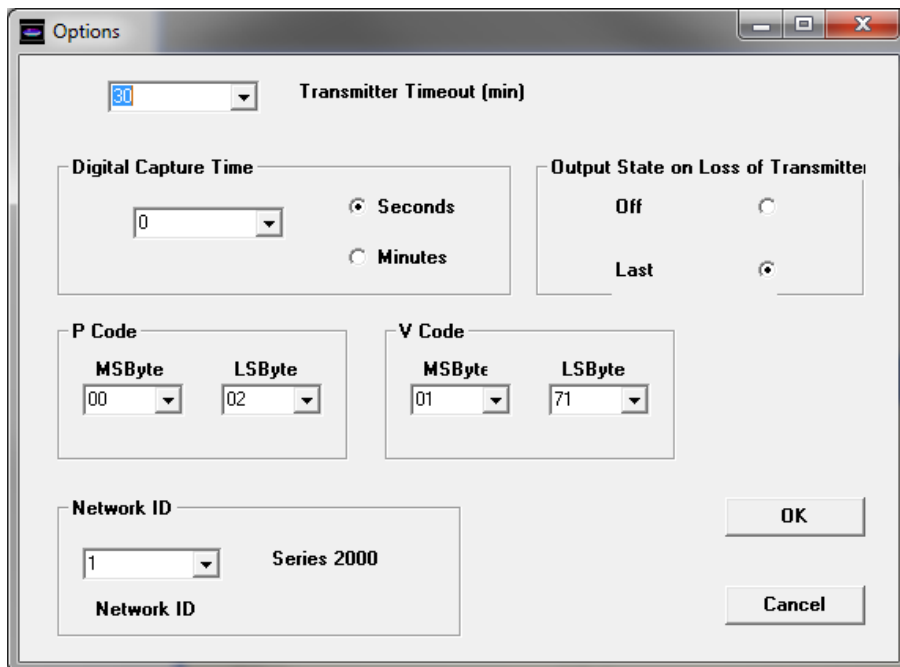 Options
30 Transmitter Timeout (min)
Digital Capture Time
0
Seconds
Minutes
Output State on Loss of Transmitte
Off
Last
P Code
MSByte LSByte
00 02
V Code
MSByte LSByte
01 71
Network ID
1 Series 2000
Network ID
OK
Cancel